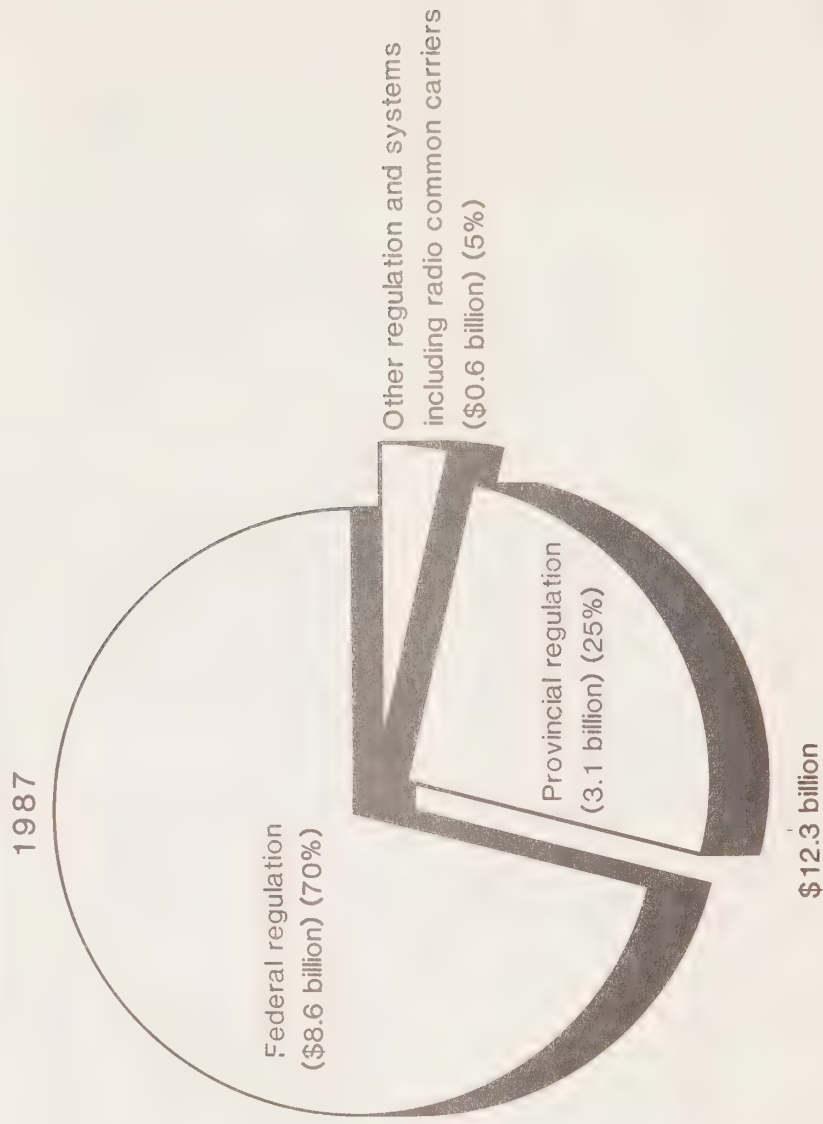 1987
Federal regulation
($8.6 billion) (70%)
Other regulation and systems
including radio common carriers
($0.6 billion) (5%)
Provincial regulation
(3.1 billion) (25%)
$12.3 billion